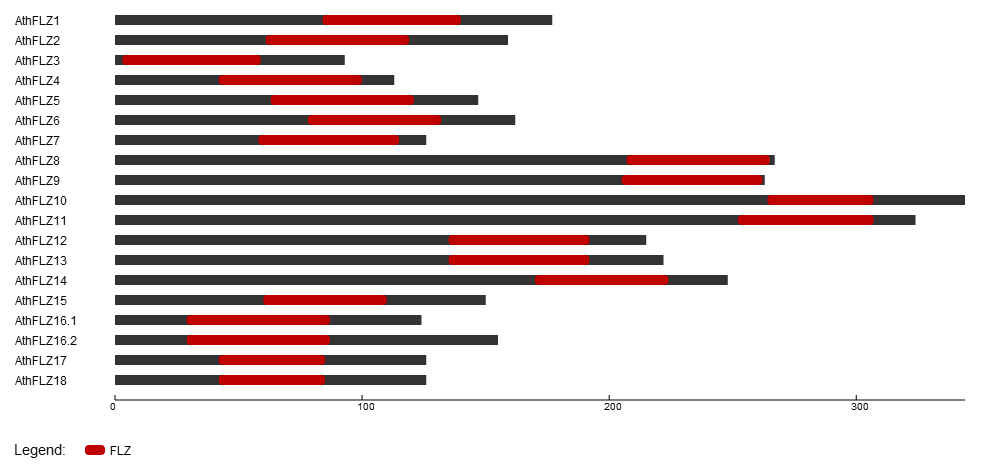 AthFLZ1
AthFLZ2
AthFLZ3
AthFLZ4
AthFLZ5
AthFLZ6
AthFLZ7
AthFLZ8
AthFLZ9
AthFLZ10
AthFLZ11
AthFLZ12
AthFLZ13
AthFLZ14
AthFLZ15
AthFLZ16.1
AthFLZ16.2
AthFLZ17
AthFLZ18
0 100 200 300
Legend: FLZ